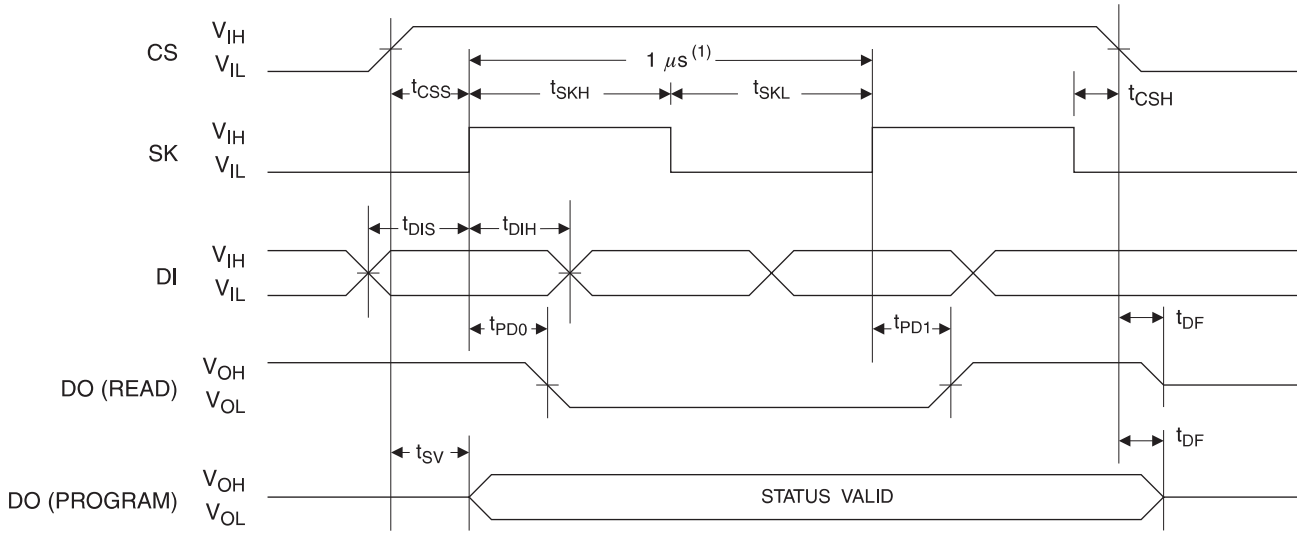 CS
V_IH
V_IL
1 μs (1)
t_CSS
t_SKH
t_SKL
t_CSH
SK
V_IH
V_IL
t_DIS
t_DIH
DI
V_IH
V_IL
t_PD0
t_PD1
t_DF
DO (READ)
V_OH
V_OL
t_SV
t_DF
DO (PROGRAM)
V_OH
V_OL
STATUS VALID